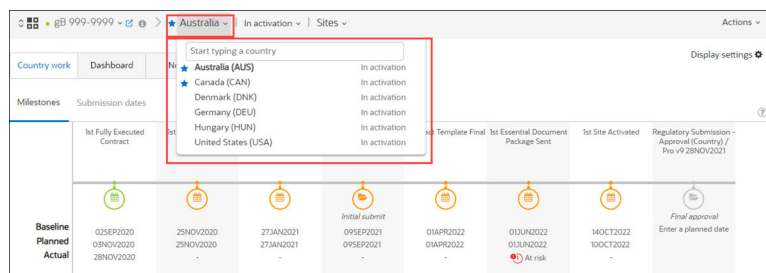 gB 999-9999 Australia In activation Sites Actions
Start typing a country
Display settings
Country work Dashboard
Australia (AUS) In activation
Canada (CAN) In activation
Denmark (DNK) In activation
Milestones Submission dates
Germany (DEU) In activation
Hungary (HUN) In activation
United States (USA) In activation
1st Fully Executed Contract
Template Final
1st Essential Document Package Sent
1st Site Activated
Regulatory Submission - Approval (Country) / Pro v9 28NOV2021
Initial submit Final approval
Baseline 02SEP2020 25NOV2020 27JAN2021 09SEP2021 01APR2022 01JUN2022 14OCT2022 Enter a planned date
Planned 03NOV2020 25NOV2020 27JAN2021 09SEP2021 01APR2022 01JUN2022 10OCT2022
Actual 28NOV2020 - - - - At risk -